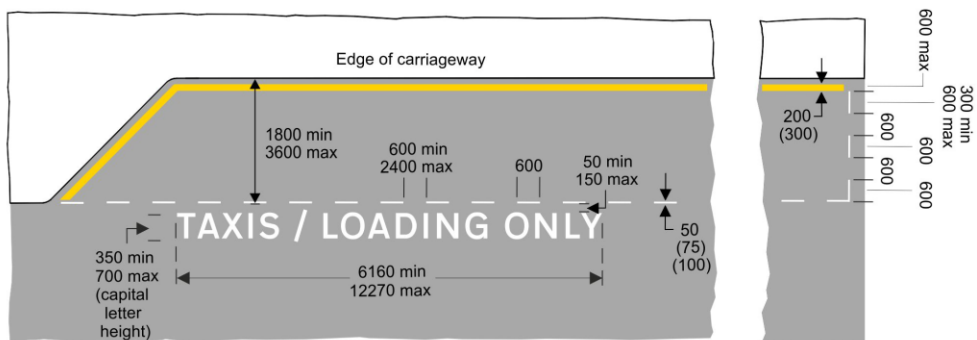 Edge of carriageway
600 max
300 min
600 max
200
(300)
600
600
600
600
1800 min
3600 max
600 min
2400 max
600
50 min
150 max
TAXIS / LOADING ONLY
50
(75)
(100)
350 min
700 max
(capital
letter
height)
6160 min
12270 max